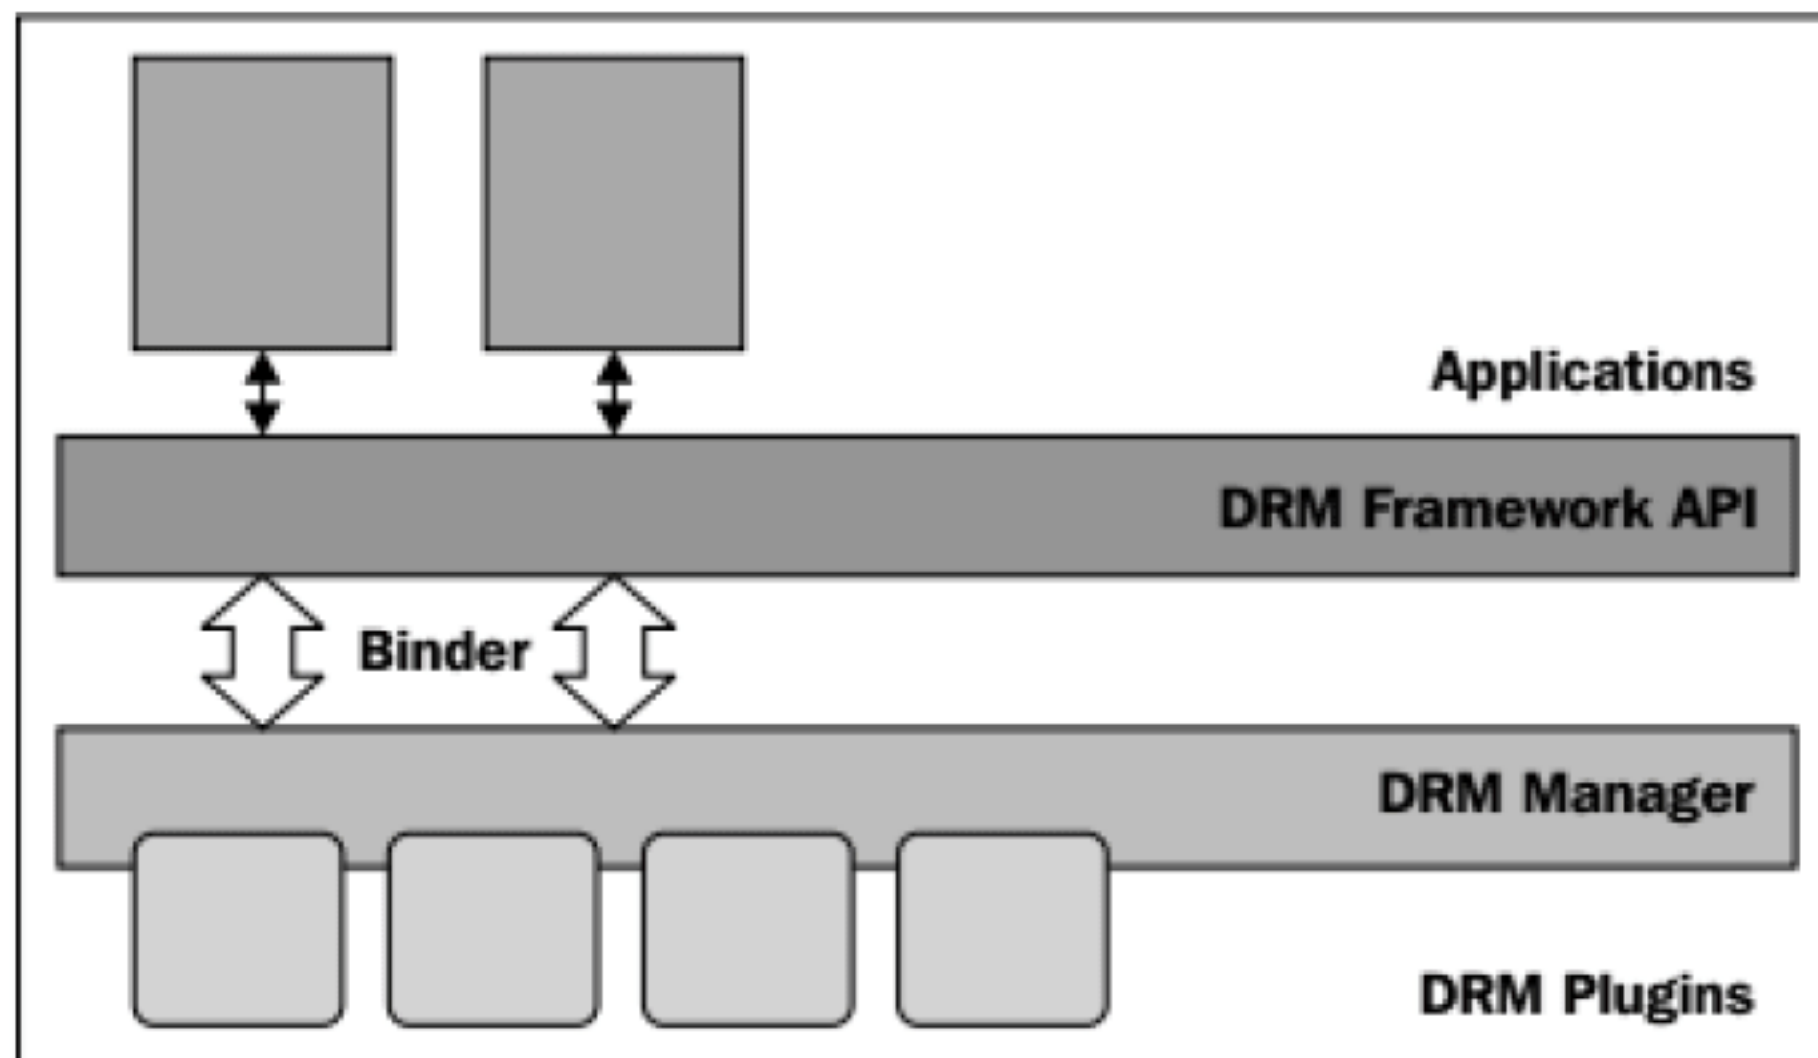 Applications
DRM Framework API
Binder
DRM Manager
DRM Plugins